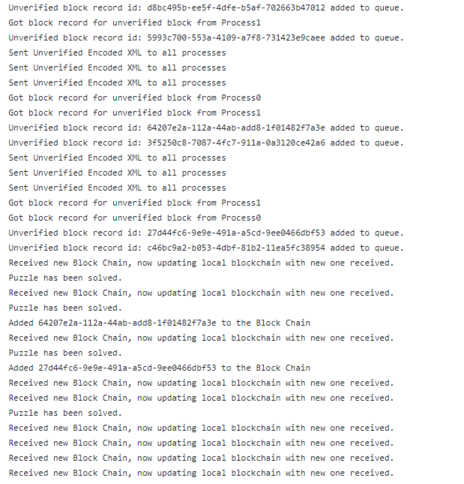 Unverified block record id: d8bc495b-ee5f-4dfe-b5af-702663b47012 added to queue.
Got block record for unverified block from Process1
Unverified block record id: 5993c700-553a-4109-a7f8-731423e9caee added to queue.
Sent Unverified Encoded XML to all processes
Sent Unverified Encoded XML to all processes
Sent Unverified Encoded XML to all processes
Got block record for unverified block from Process0
Got block record for unverified block from Process1
Unverified block record id: 64207e2a-112a-44ab-add8-1f01482f7a3e added to queue.
Unverified block record id: 3f5250c8-7087-4fc7-911a-0a3120ce42a6 added to queue.
Sent Unverified Encoded XML to all processes
Sent Unverified Encoded XML to all processes
Sent Unverified Encoded XML to all processes
Got block record for unverified block from Process1
Got block record for unverified block from Process0
Unverified block record id: 27d44fc6-9e9e-491a-a5cd-9ee0466dbf53 added to queue.
Unverified block record id: c46bc9a2-b053-4dbf-81b2-11ea5fc38954 added to queue.
Received new Block Chain, now updating local blockchain with new one received.
Puzzle has been solved.
Received new Block Chain, now updating local blockchain with new one received.
Puzzle has been solved.
Added 64207e2a-112a-44ab-add8-1f01482f7a3e to the Block Chain
Received new Block Chain, now updating local blockchain with new one received.
Puzzle has been solved.
Added 27d44fc6-9e9e-491a-a5cd-9ee0466dbf53 to the Block Chain
Received new Block Chain, now updating local blockchain with new one received.
Received new Block Chain, now updating local blockchain with new one received.
Puzzle has been solved.
Received new Block Chain, now updating local blockchain with new one received.
Received new Block Chain, now updating local blockchain with new one received.
Received new Block Chain, now updating local blockchain with new one received.
Received new Block Chain, now updating local blockchain with new one received.